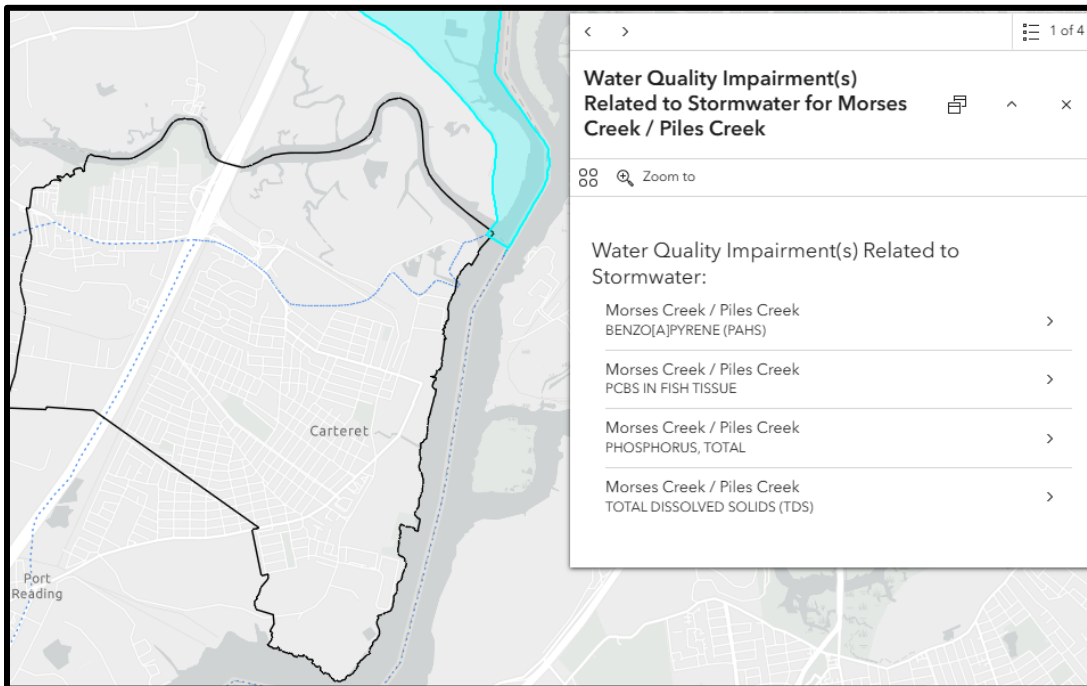 1 of 4
Water Quality Impairment(s)
Related to Stormwater for Morses
Creek / Piles Creek
Zoom to
Water Quality Impairment(s) Related to
Stormwater:
Morses Creek / Piles Creek
BENZO[A]PYRENE (PAHS)
Morses Creek / Piles Creek
PCBS IN FISH TISSUE
Morses Creek / Piles Creek
PHOSPHORUS, TOTAL
Morses Creek / Piles Creek
TOTAL DISSOLVED SOLIDS (TDS)
Carteret
Port
Reading